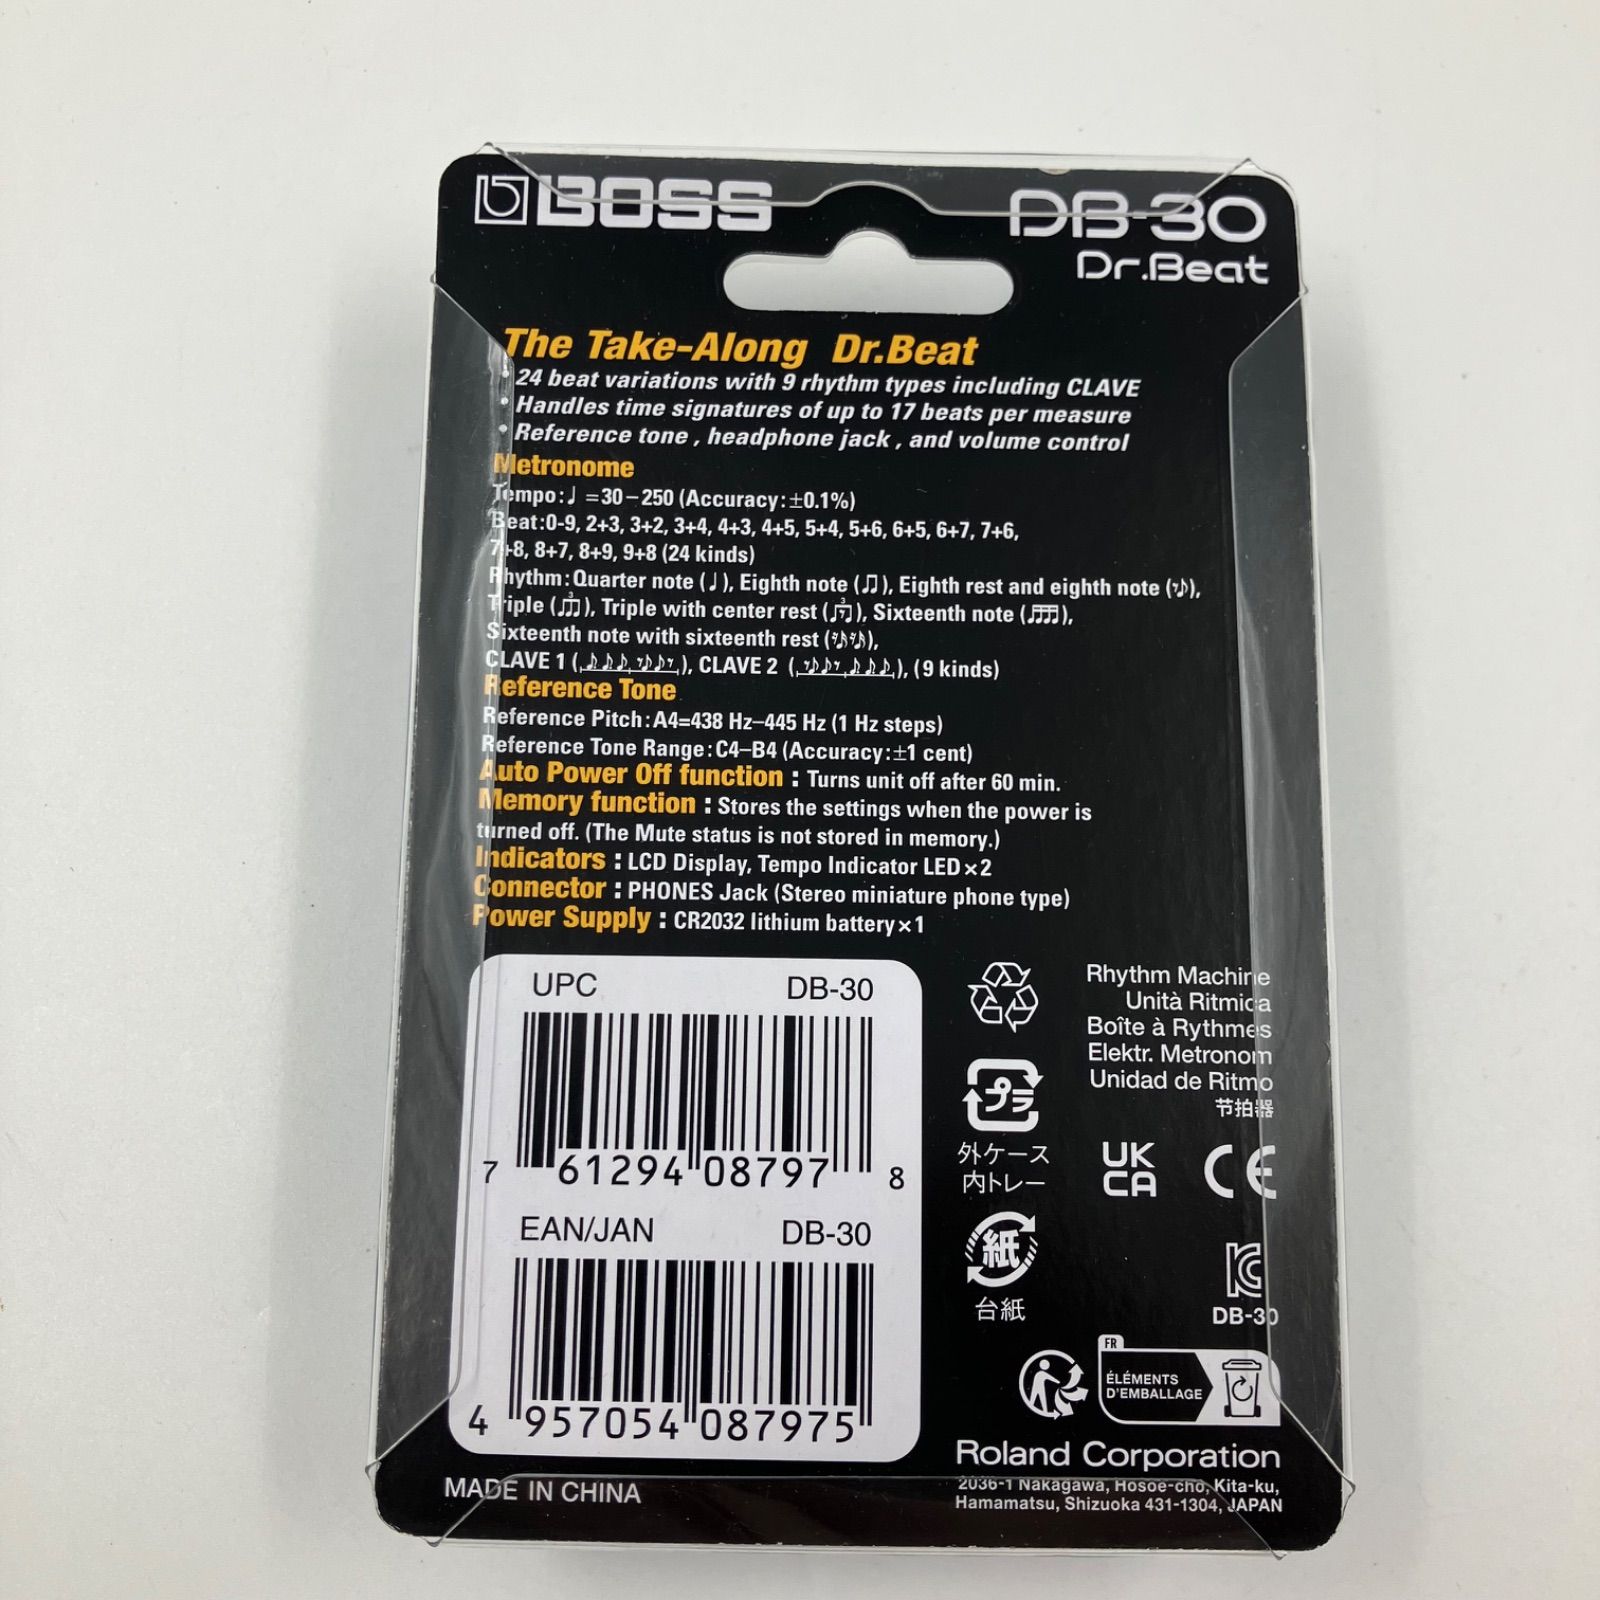 BOSS
DB-30
Dr.Beat
The Take-Along Dr.Beat
• 24 beat variations with 9 rhythm types including CLAVE
• Handles time signatures of up to 17 beats per measure
• Reference tone , headphone jack , and volume control
Metronome
Tempo:♩=30–250 (Accuracy:±0.1%)
Beat:0-9, 2+3, 3+2, 3+4, 4+3, 4+5, 5+4, 5+6, 6+5, 6+7, 7+6,
7+8, 8+7, 8+9, 9+8 (24 kinds)
Rhythm:Quarter note (♩), Eighth note (♫), Eighth rest and eighth note (𝄾♪),
Triple (), Triple with center rest (), Sixteenth note (),
Sixteenth note with sixteenth rest (),
CLAVE 1 (), CLAVE 2 (), (9 kinds)
Reference Tone
Reference Pitch:A4=438 Hz–445 Hz (1 Hz steps)
Reference Tone Range:C4–B4 (Accuracy:±1 cent)
Auto Power Off function : Turns unit off after 60 min.
Memory function : Stores the settings when the power is
turned off. (The Mute status is not stored in memory.)
Indicators : LCD Display, Tempo Indicator LED×2
Connector : PHONES Jack (Stereo miniature phone type)
Power Supply : CR2032 lithium battery×1
UPC DB-30
7 61294 08797 8
EAN/JAN DB-30
4 957054 087975
MADE IN CHINA
Rhythm Machine
Unità Ritmica
Boîte à Rythmes
Elektr. Metronom
Unidad de Ritmo
节拍器
プラ
外ケース
内トレー
UK
CA
CE
紙
台紙
KC
DB-30
FR
ÉLÉMENTS
D'EMBALLAGE
Roland Corporation
2036-1 Nakagawa, Hosoe-cho, Kita-ku,
Hamamatsu, Shizuoka 431-1304, JAPAN